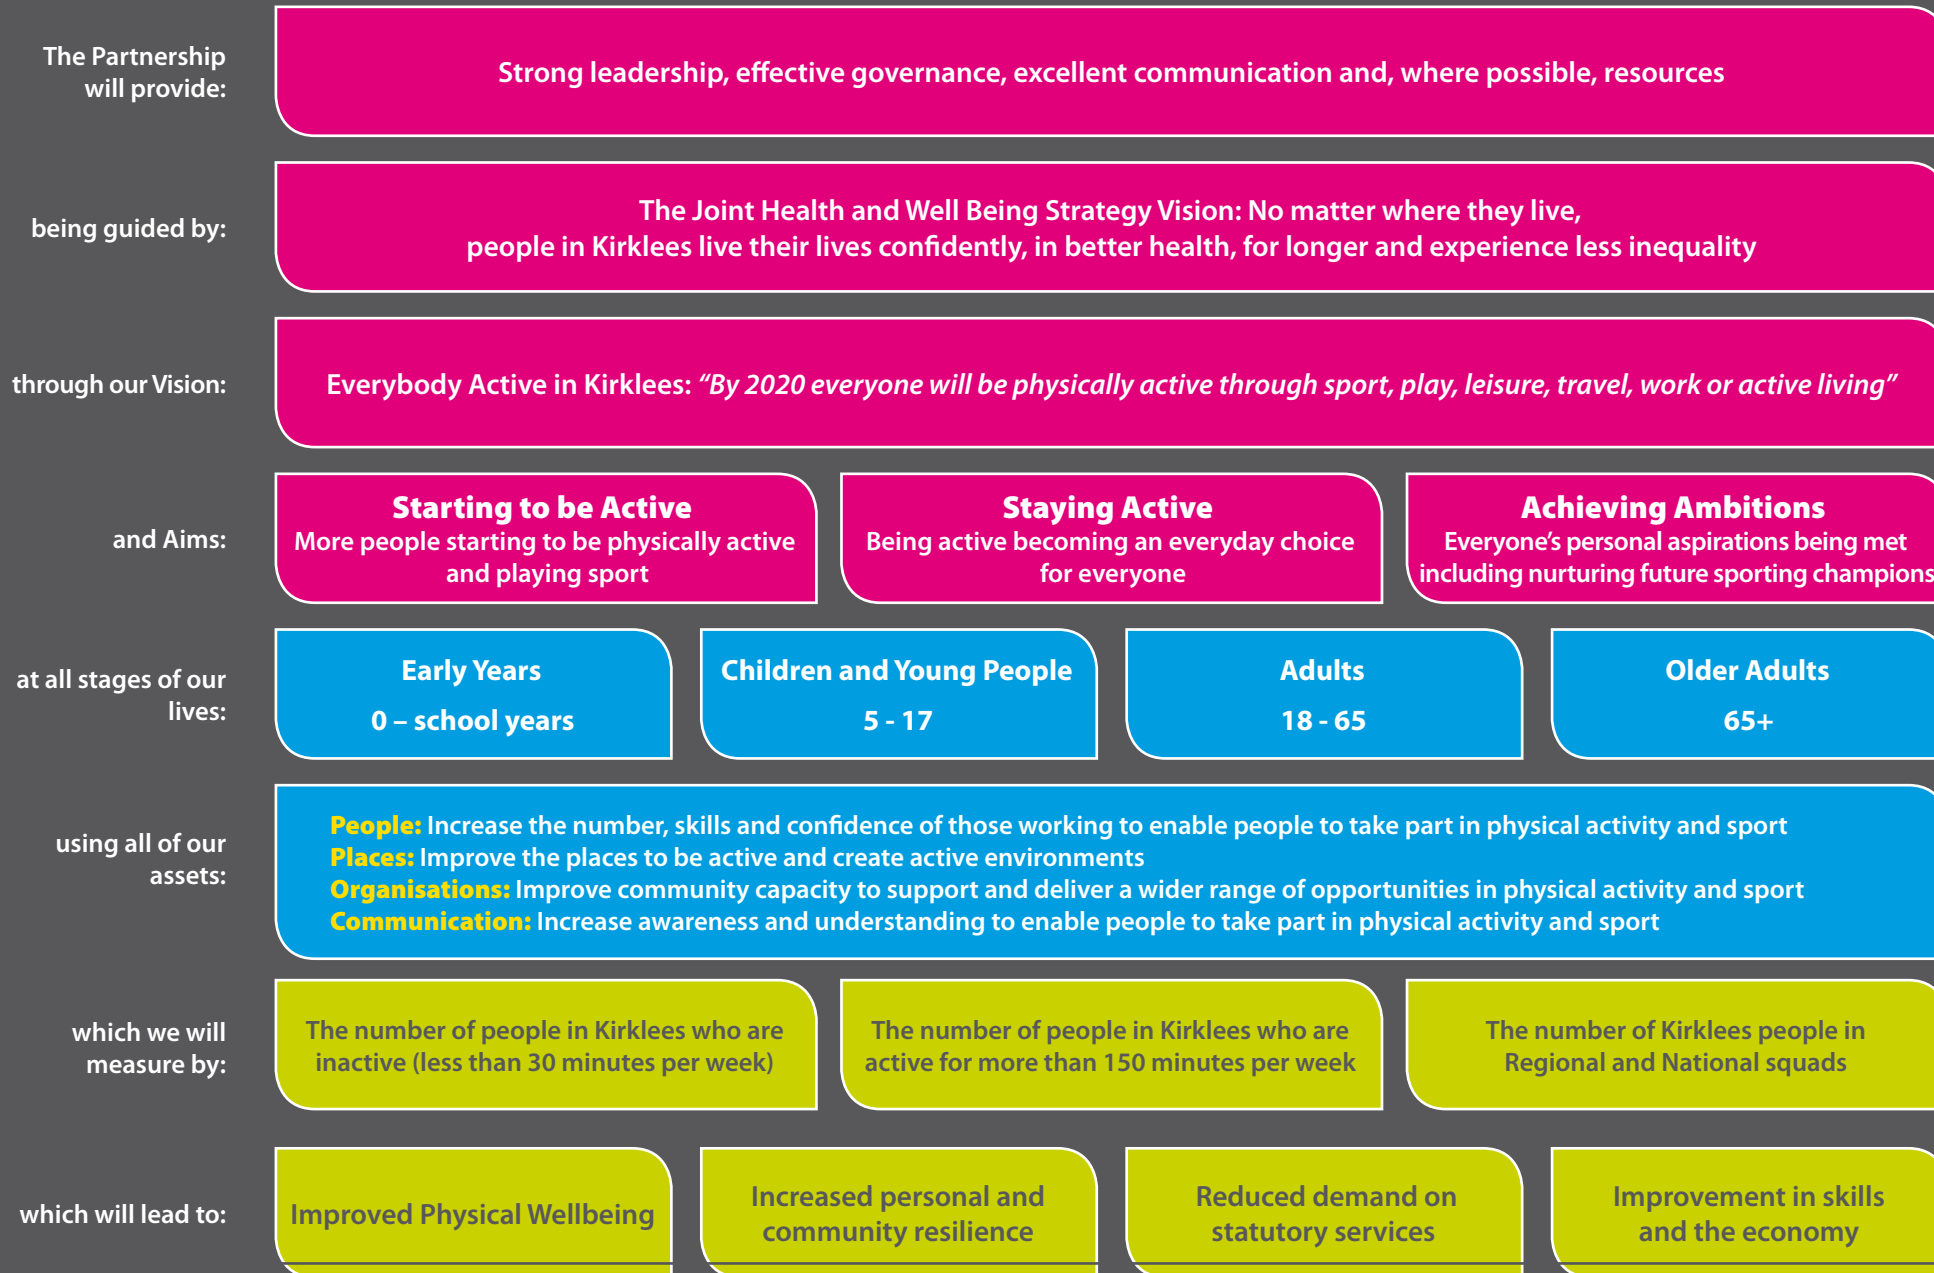 The Partnership
will provide:
Strong leadership, effective governance, excellent communication and, where possible, resources
being guided by:
The Joint Health and Well Being Strategy Vision: No matter where they live,
people in Kirklees live their lives confidently, in better health, for longer and experience less inequality
through our Vision:
Everybody Active in Kirklees: “By 2020 everyone will be physically active through sport, play, leisure, travel, work or active living”
and Aims:
Starting to be Active
More people starting to be physically active
and playing sport
Staying Active
Being active becoming an everyday choice
for everyone
Achieving Ambitions
Everyone’s personal aspirations being met
including nurturing future sporting champions
at all stages of our
lives:
Early Years
0 – school years
Children and Young People
5 - 17
Adults
18 - 65
Older Adults
65+
using all of our
assets:
People: Increase the number, skills and confidence of those working to enable people to take part in physical activity and sport
Places: Improve the places to be active and create active environments
Organisations: Improve community capacity to support and deliver a wider range of opportunities in physical activity and sport
Communication: Increase awareness and understanding to enable people to take part in physical activity and sport
which we will
measure by:
The number of people in Kirklees who are
inactive (less than 30 minutes per week)
The number of people in Kirklees who are
active for more than 150 minutes per week
The number of Kirklees people in
Regional and National squads
which will lead to:
Improved Physical Wellbeing
Increased personal and
community resilience
Reduced demand on
statutory services
Improvement in skills
and the economy